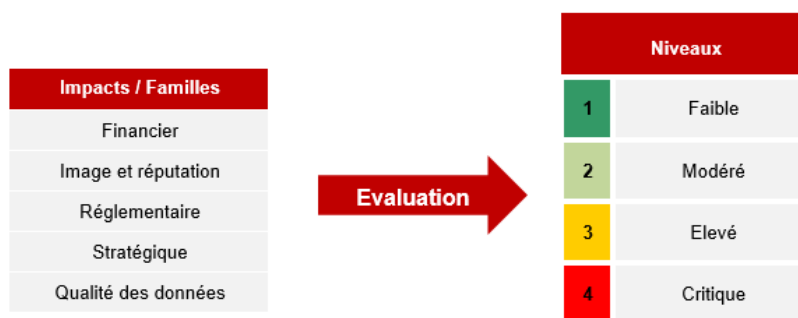 Impacts / Familles
Financier
Image et réputation
Réglementaire
Stratégique
Qualité des données
Evaluation
Niveaux
1 Faible
2 Modéré
3 Elevé
4 Critique